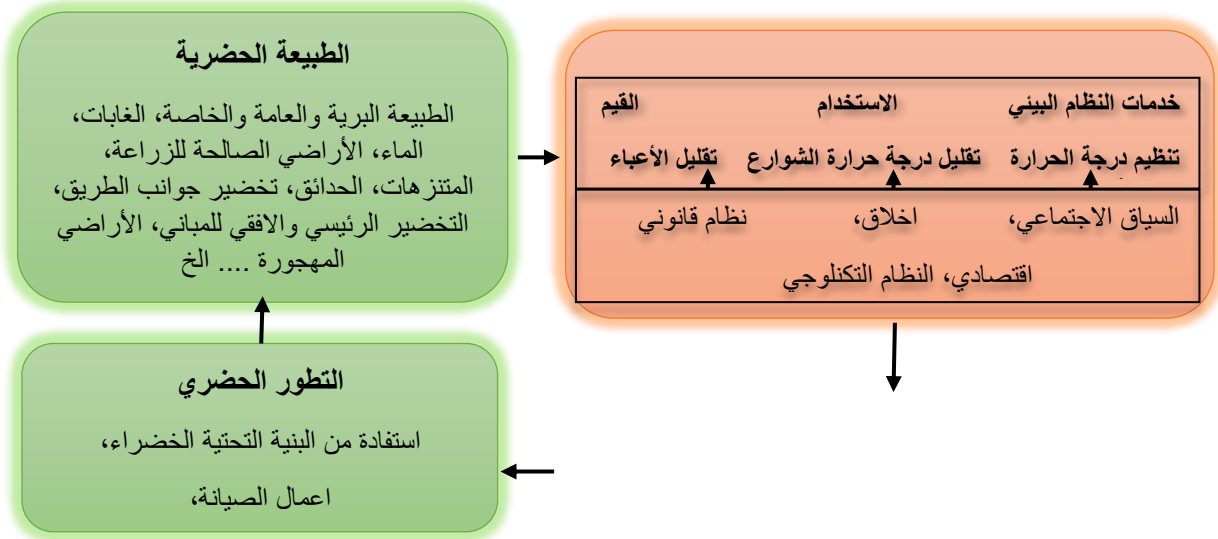 الطبيعة الحضرية
الطبيعة البرية والعامة والخاصة، الغابات،
الماء، الأراضي الصالحة للزراعة،
المتنزهات، الحدائق، تخضير جوانب الطريق،
التخضير الرئيسي والافقي للمباني، الأراضي
المهجورة .... الخ
خدمات النظام البيئي الاستخدام القيم
تنظيم درجة الحرارة تقليل درجة حرارة الشوارع تقليل الأعباء
السياق الاجتماعي، اخلاق، نظام قانوني
اقتصادي، النظام التكنلوجي
التطور الحضري
استفادة من البنية التحتية الخضراء،
اعمال الصيانة،